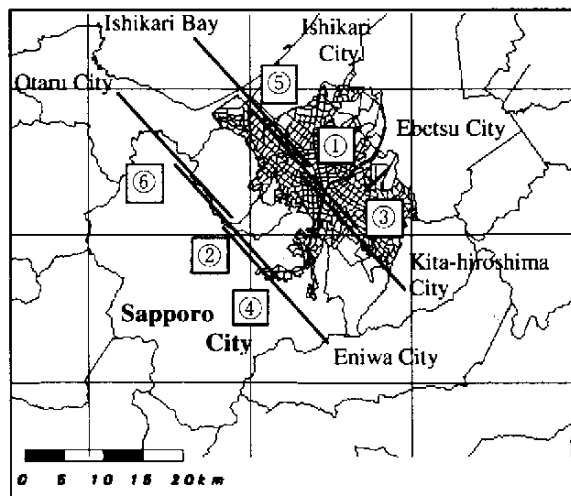 Ishikari Bay
Ishikari
City
Otaru City
⑤
Ebetsu City
①
⑥
③
②
Kita-hiroshima
City
④
Sapporo
City
Eniwa City
0 5 10 15 20km